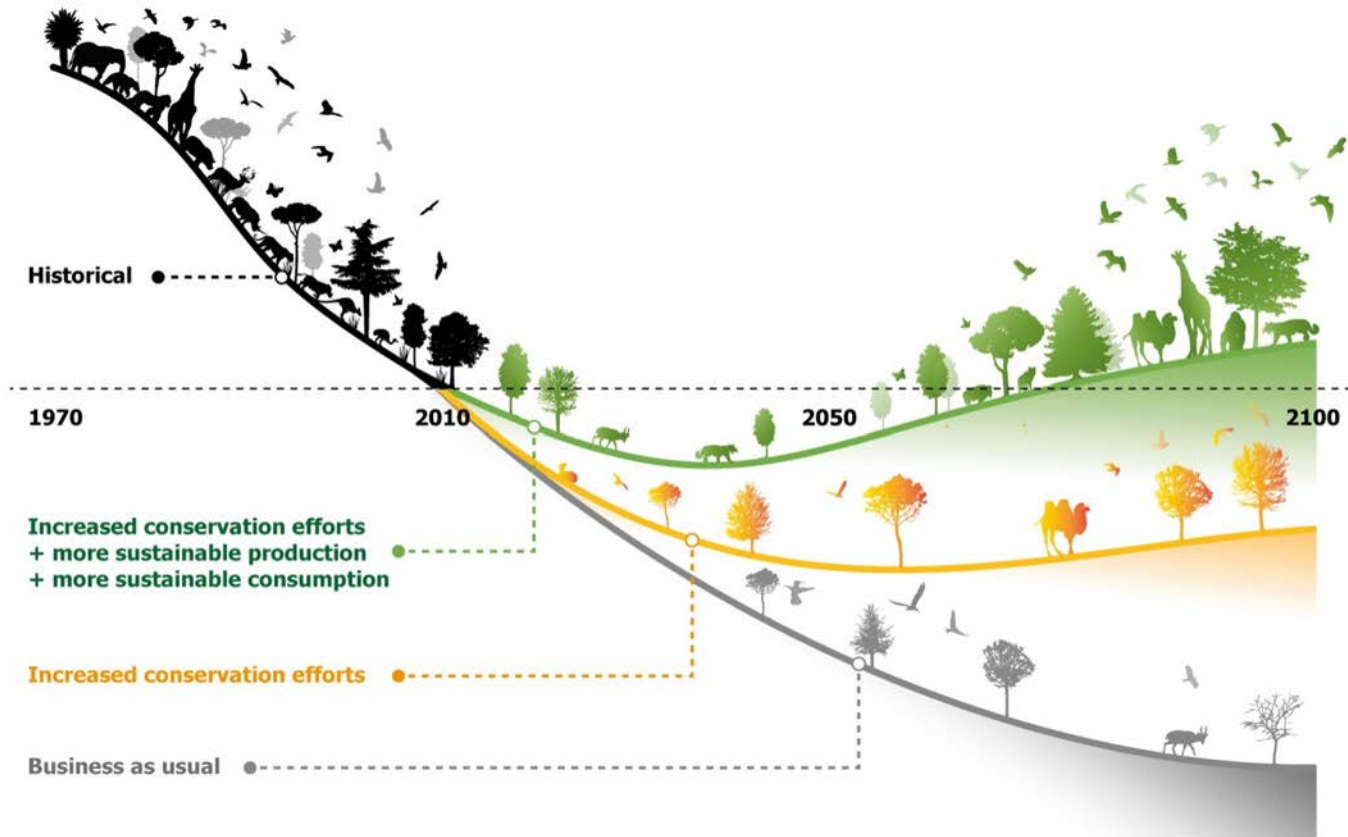 Historical
1970 2010 2050 2100
Increased conservation efforts
+ more sustainable production
+ more sustainable consumption
Increased conservation efforts
Business as usual